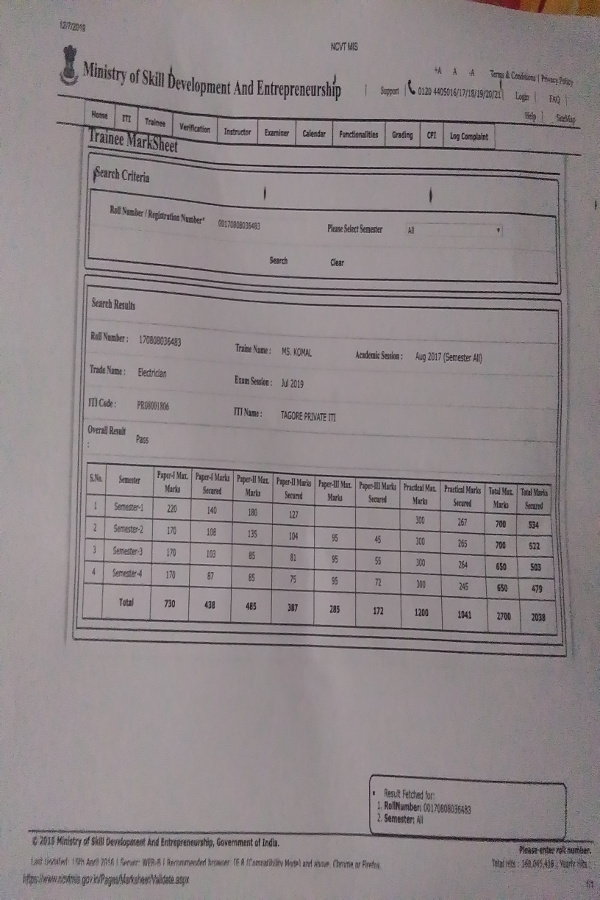 12/7/2019
NCVT MIS
Ministry of Skill Development And Entrepreneurship
+A A -A Terms & Conditions | Privacy Policy
Support | 0120 4405016/17/18/19/20/21 | Login | FAQ |
Help | SiteMap
Home ITI Trainee Verification Instructor Examiner Calendar Functionalities Grading CFI Log Complaint
Trainee MarkSheet
Search Criteria
Roll Number / Registration Number* 00170808036483 Please Select Semester All
Search Clear
Search Results
Roll Number : 170808036483 Traine Name : MS. KOMAL Academic Session : Aug 2017 (Semester All)
Trade Name : Electrician Exam Session : Jul 2019
ITI Code : PR08001806 ITI Name : TAGORE PRIVATE ITI
Overall Result : Pass
S.No. Semester Paper-I Max. Marks Paper-I Marks Secured Paper-II Max. Marks Paper-II Marks Secured Paper-III Max. Marks Paper-III Marks Secured Practical Max. Marks Practical Marks Secured Total Max. Marks Total Marks Secured
1 Semester-1 220 140 180 127 300 267 700 534
2 Semester-2 170 108 135 104 95 45 300 265 700 522
3 Semester-3 170 103 85 81 95 55 300 264 650 503
4 Semester-4 170 87 85 75 95 72 300 245 650 479
Total 730 438 485 387 285 172 1200 1041 2700 2038
Result Fetched for:
1. RollNumber: 00170808036483
2. Semester: All
© 2015 Ministry of Skill Development And Entrepreneurship, Government of India.
Please enter roll number.
Last Updated: 15th April 2016 | Server: WEB-8 | Recommended browser: IE 8 (Compatibility Mode) and above, Chrome or Firefox.
Total Hits : 368,045,416 | Yearly Hits :
https://www.ncvtmis.gov.in/Pages/Marksheet/Validate.aspx
1/1